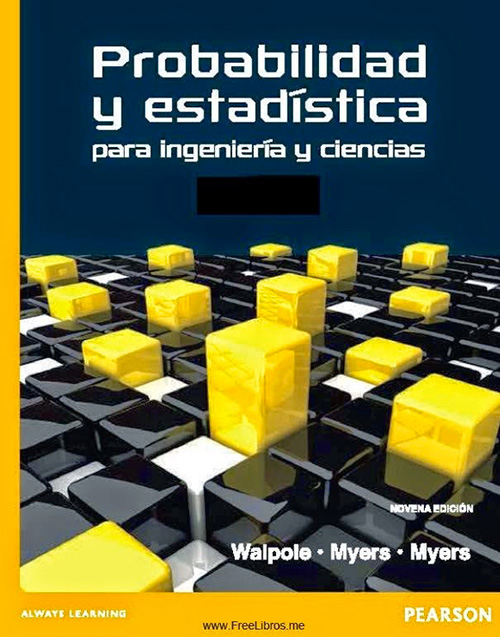 Probabilidad
y estadística
para ingeniería y ciencias
NOVENA EDICIÓN
Walpole • Myers • Myers
ALWAYS LEARNING
PEARSON
www.FreeLibros.me